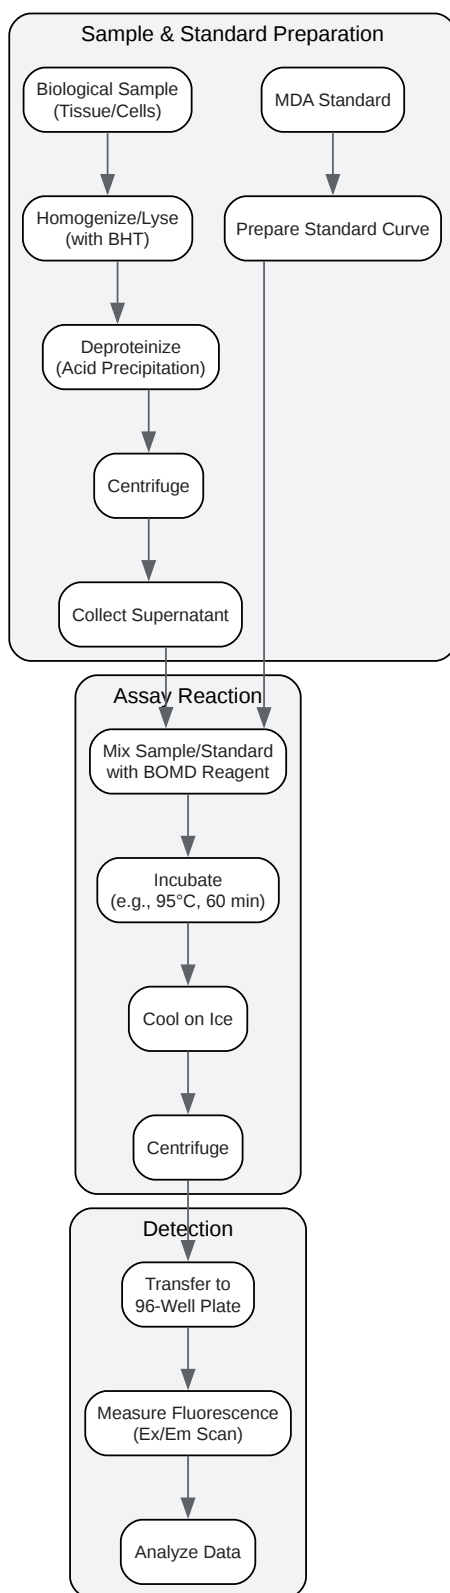 Sample & Standard Preparation
Biological Sample
(Tissue/Cells)
MDA Standard
Homogenize/Lyse
(with BHT)
Prepare Standard Curve
Deproteinize
(Acid Precipitation)
Centrifuge
Collect Supernatant
Assay Reaction
Mix Sample/Standard
with BOMD Reagent
Incubate
(e.g., 95°C, 60 min)
Cool on Ice
Centrifuge
Detection
Transfer to
96-Well Plate
Measure Fluorescence
(Ex/Em Scan)
Analyze Data